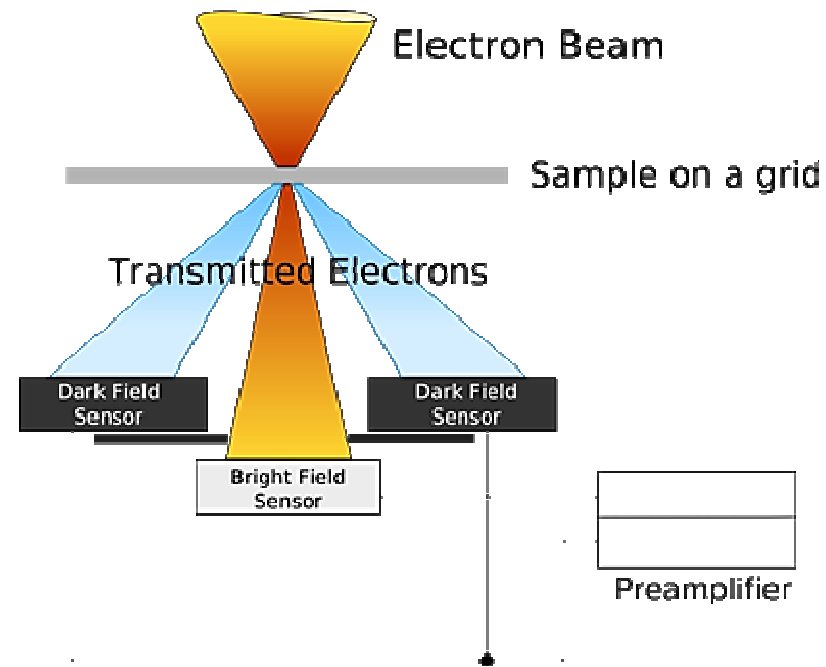 Electron Beam
Sample on a grid
Transmitted Electrons
Dark Field
Sensor
Dark Field
Sensor
Bright Field
Sensor
Preamplifier